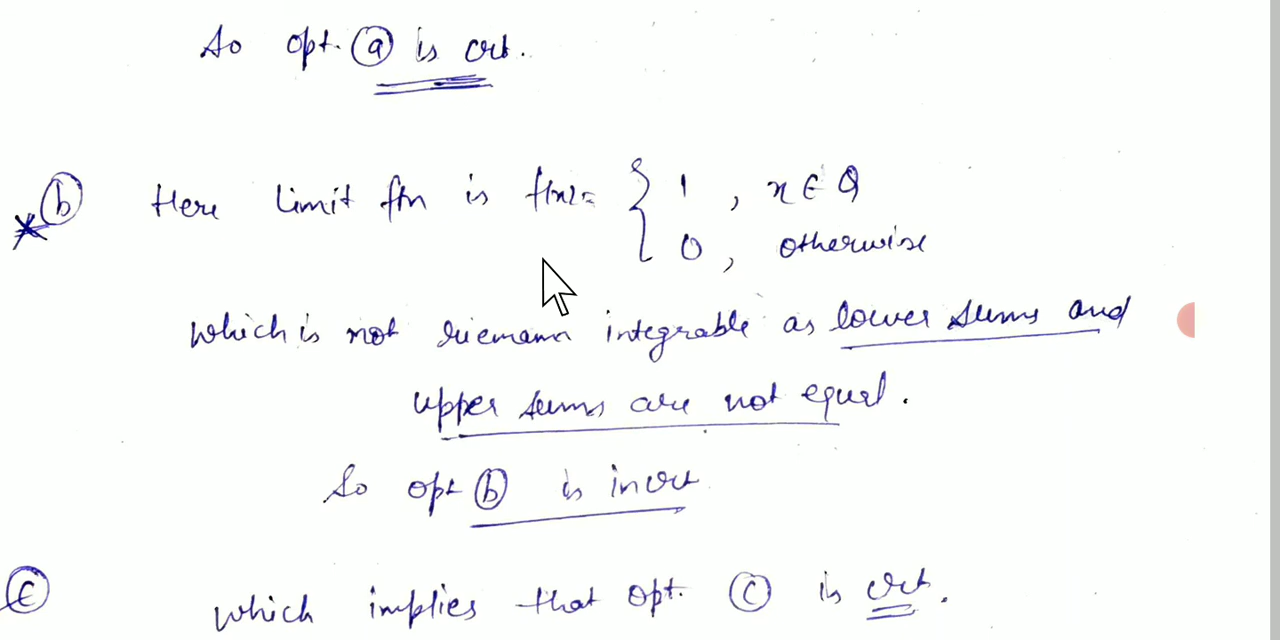 So opt. (a) is crt.
(b) Here limit fn is f(x)= { 1 , x ∈ Q
0 , otherwise
which is not riemann integrable as lower sums and
upper sums are not equal.
So opt (b) is incrt
(c) which implies that opt. (c) is crt.